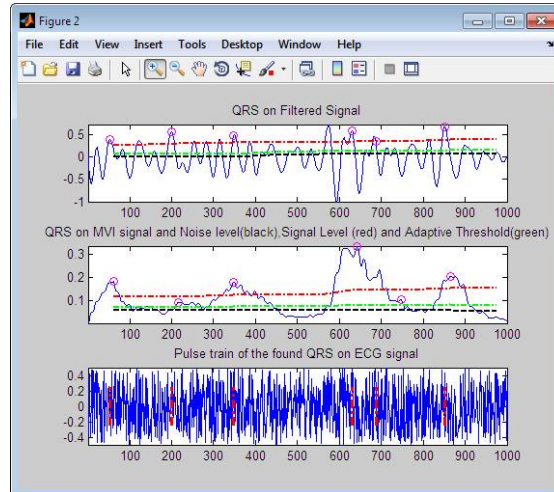 Figure 2
File Edit View Insert Tools Desktop Window Help
QRS on Filtered Signal
0.5
0
-0.5
-1
100 200 300 400 500 600 700 800 900 1000
QRS on MVI signal and Noise level(black),Signal Level (red) and Adaptive Threshold(green)
0.3
0.2
0.1
100 200 300 400 500 600 700 800 900 1000
Pulse train of the found QRS on ECG signal
0.4
0.2
0
-0.2
-0.4
100 200 300 400 500 600 700 800 900 1000